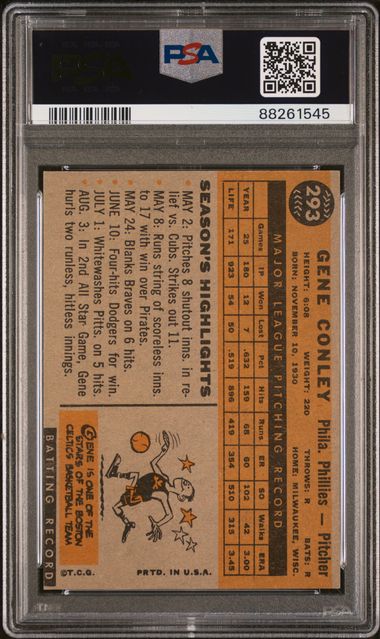 PSA
PSA
88261545
293
GENE CONLEY Phila. Phillies — Pitcher
HEIGHT: 6:08 WEIGHT: 220 THROWS: R BATS: R
BORN: NOVEMBER 10, 1930 HOME: MILWAUKEE, WISC.
MAJOR LEAGUE PITCHING RECORD
Games IP Won Lost Pct Hits Runs ER SO Walks ERA
YEAR 25 180 12 7 .632 159 68 60 102 42 3.00
LIFE 171 923 54 50 .519 896 419 354 510 315 3.45
SEASON'S HIGHLIGHTS
• MAY 2: Pitches 8 shutout inns. in re-
lief vs. Cubs. Strikes out 11.
• MAY 8: Runs string of scoreless inns.
to 17 with win over Pirates.
• MAY 24: Blanks Braves on 6 hits.
• JUNE 10: Four-hits Dodgers for win.
• JULY 1: Whitewashes Pitts. on 5 hits.
• AUG. 3: In 2nd All Star Game, Gene
hurls two runless, hitless innings.
GENE IS ONE OF THE
STARS OF THE BOSTON
CELTICS BASKETBALL TEAM
BATTING RECORD
©T.C.G. PRTD. IN U.S.A.